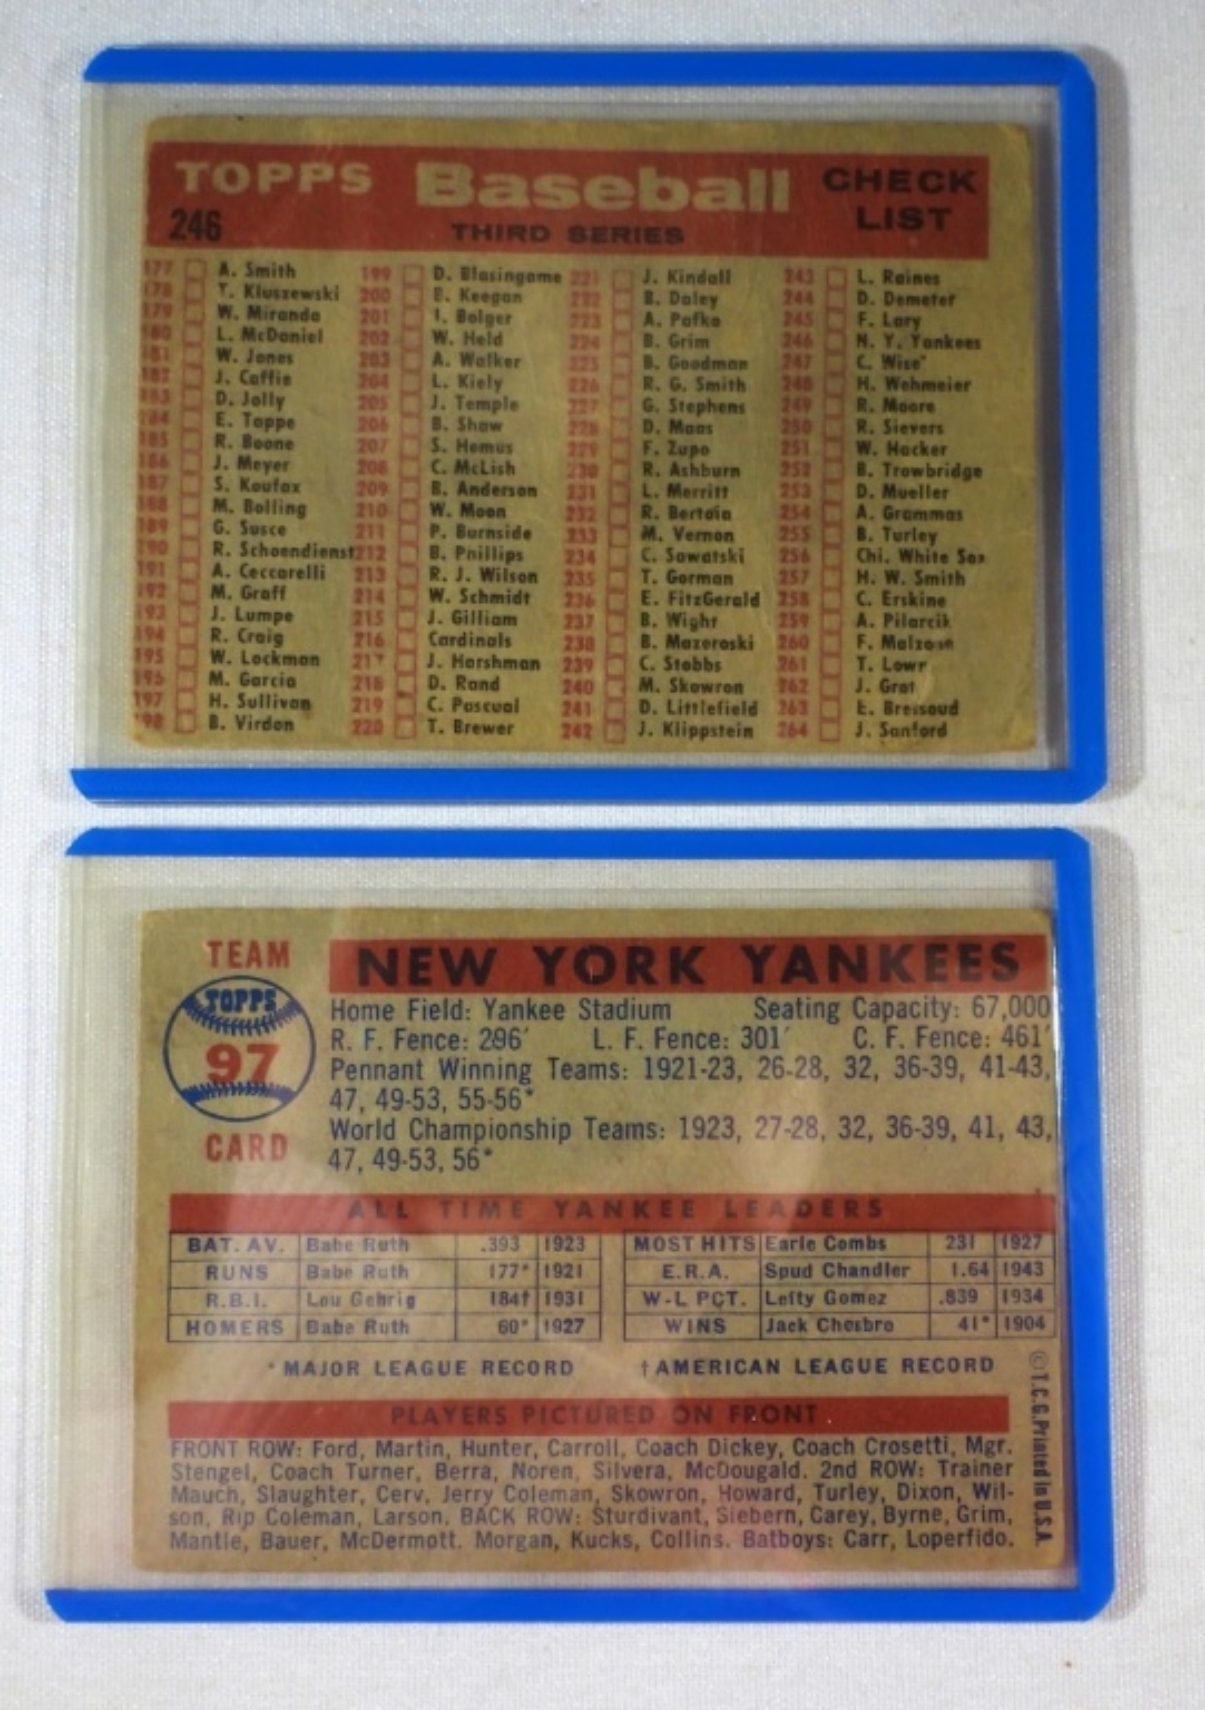 TOPPS Baseball CHECK LIST
246 THIRD SERIES
177 A. Smith 199 D. Blasingame 221 J. Kindall 243 L. Raines
178 T. Kluszewski 200 B. Keegan 222 B. Daley 244 D. Demeter
179 W. Miranda 201 T. Bolger 223 A. Pafko 245 F. Lary
180 L. McDaniel 202 W. Held 224 B. Grim 246 N. Y. Yankees
181 W. Jones 203 A. Walker 225 B. Goodman 247 C. Wise
182 J. Caffie 204 L. Kiely 226 R. G. Smith 248 H. Wehmeier
183 D. Jolly 205 J. Temple 227 G. Stephens 249 R. Moore
184 E. Tappe 206 B. Shaw 228 D. Maas 250 R. Sievers
185 R. Boone 207 S. Hemus 229 F. Zupo 251 W. Hacker
186 J. Meyer 208 C. McLish 230 R. Ashburn 252 B. Trowbridge
187 S. Koufax 209 B. Anderson 231 L. Merritt 253 D. Mueller
188 M. Bolling 210 W. Moon 232 R. Bertoia 254 A. Grammas
189 G. Susce 211 P. Burnside 233 M. Vernon 255 B. Turley
190 R. Schoendienst 212 B. Phillips 234 C. Sawatski 256 Chi. White Sox
191 A. Ceccarelli 213 R. J. Wilson 235 T. Gorman 257 H. W. Smith
192 M. Graff 214 W. Schmidt 236 E. FitzGerald 258 C. Erskine
193 J. Lumpe 215 J. Gilliam 237 B. Wight 259 A. Pilarcik
194 R. Craig 216 Cardinals 238 B. Mazeroski 260 F. Malzone
195 W. Lockman 217 J. Harshman 239 C. Stobbs 261 T. Lown
196 M. Garcia 218 D. Rand 240 M. Skowron 262 J. Grat
197 H. Sullivan 219 C. Pascual 241 D. Littlefield 263 E. Bressoud
198 B. Virdon 220 T. Brewer 242 J. Klippstein 264 J. Sanford
TEAM
TOPPS
97
CARD
NEW YORK YANKEES
Home Field: Yankee Stadium Seating Capacity: 67,000
R. F. Fence: 296′ L. F. Fence: 301′ C. F. Fence: 461′
Pennant Winning Teams: 1921-23, 26-28, 32, 36-39, 41-43,
47, 49-53, 55-56*
World Championship Teams: 1923, 27-28, 32, 36-39, 41, 43,
47, 49-53, 56*
ALL TIME YANKEE LEADERS
BAT. AV. Babe Ruth .393 1923 MOST HITS Earle Combs 231 1927
RUNS Babe Ruth 177* 1921 E.R.A. Spud Chandler 1.64 1943
R.B.I. Lou Gehrig 184† 1931 W-L PCT. Lefty Gomez .839 1934
HOMERS Babe Ruth 60* 1927 WINS Jack Chesbro 41* 1904
*MAJOR LEAGUE RECORD †AMERICAN LEAGUE RECORD
PLAYERS PICTURED ON FRONT
FRONT ROW: Ford, Martin, Hunter, Carroll, Coach Dickey, Coach Crosetti, Mgr.
Stengel, Coach Turner, Berra, Noren, Silvera, McDougald. 2nd ROW: Trainer
Mauch, Slaughter, Cerv, Jerry Coleman, Skowron, Howard, Turley, Dixon, Wil-
son, Rip Coleman, Larson. BACK ROW: Sturdivant, Siebern, Carey, Byrne, Grim,
Mantle, Bauer, McDermott. Morgan, Kucks, Collins. Batboys: Carr, Loperfido.
©T.C.G. Printed in U.S.A.